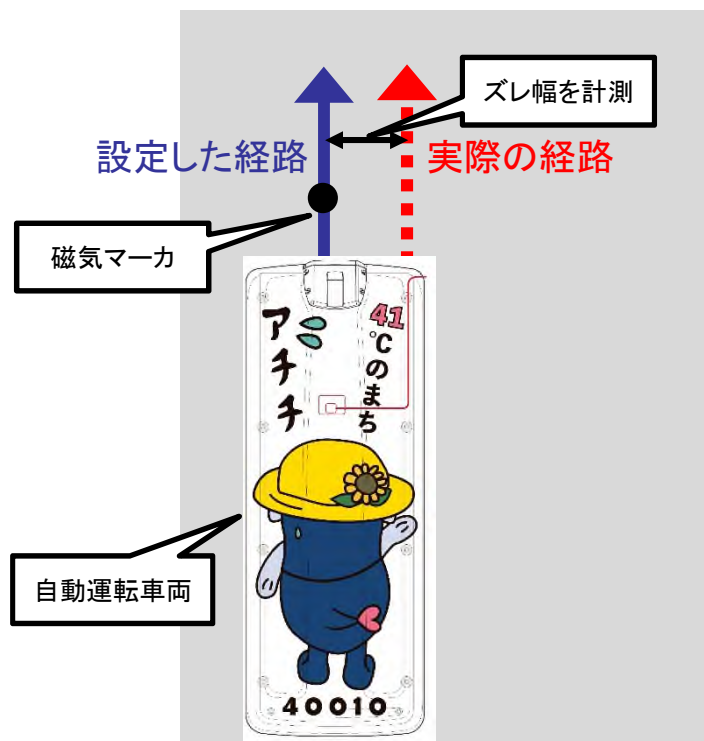 ズレ幅を計測
設定した経路
実際の経路
磁気マーカ
アチチ
41℃のまち
自動運転車両
40010